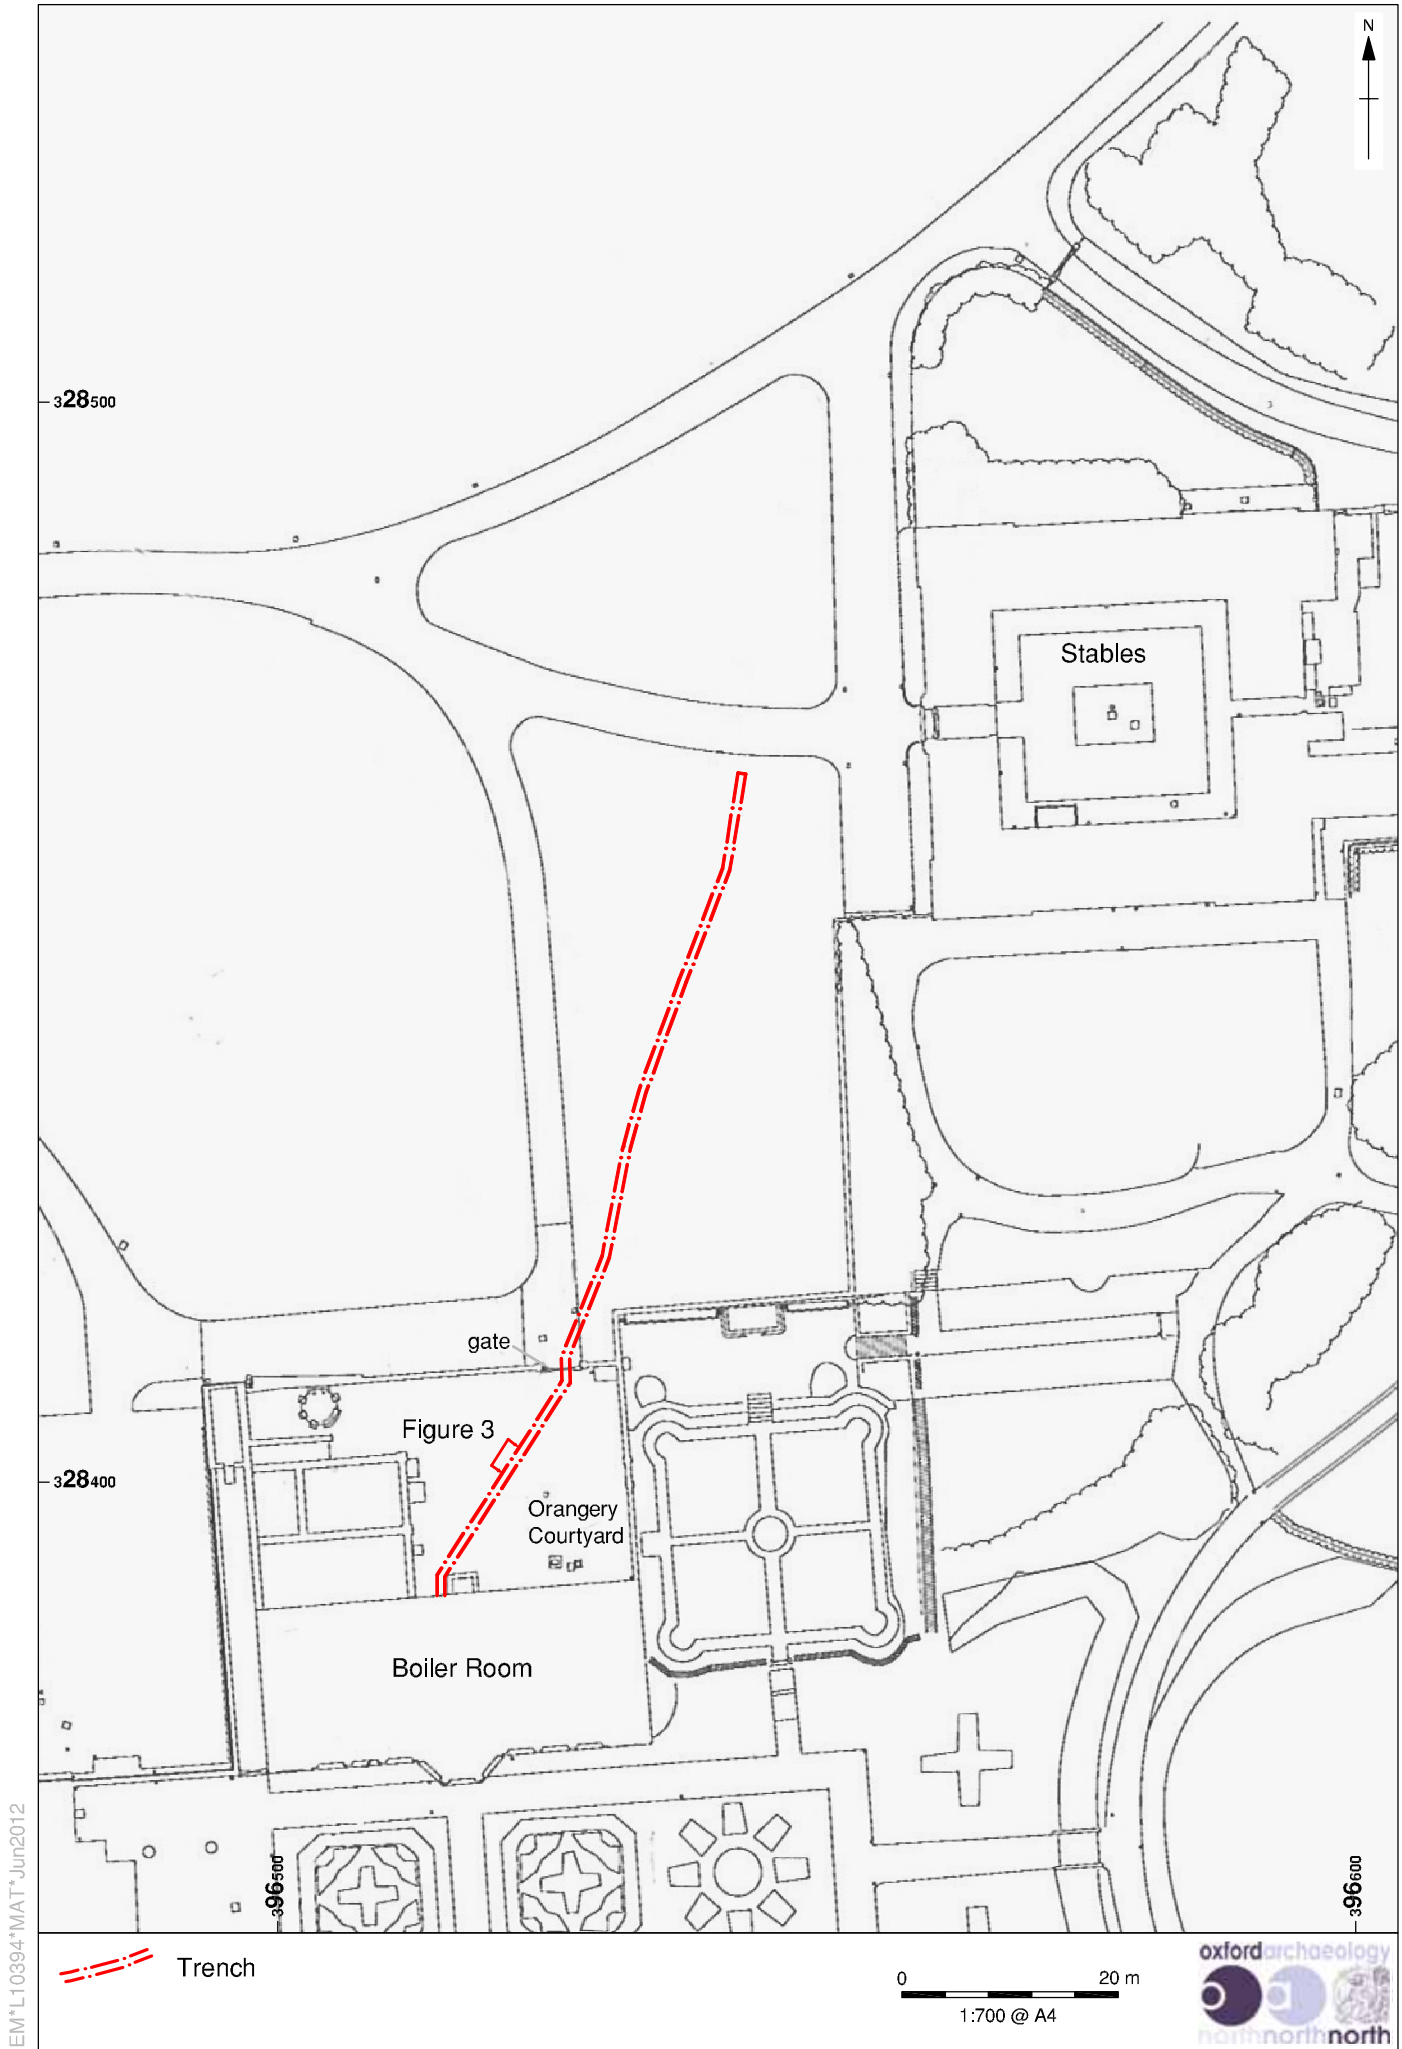 N
328500
Stables
gate
Figure 3
328400
Orangery
Courtyard
Boiler Room
396500
396600
EM*L10394*MAT*Jun2012
Trench
0 20 m
1:700 @ A4
oxfordarchaeology
northnorthnorth